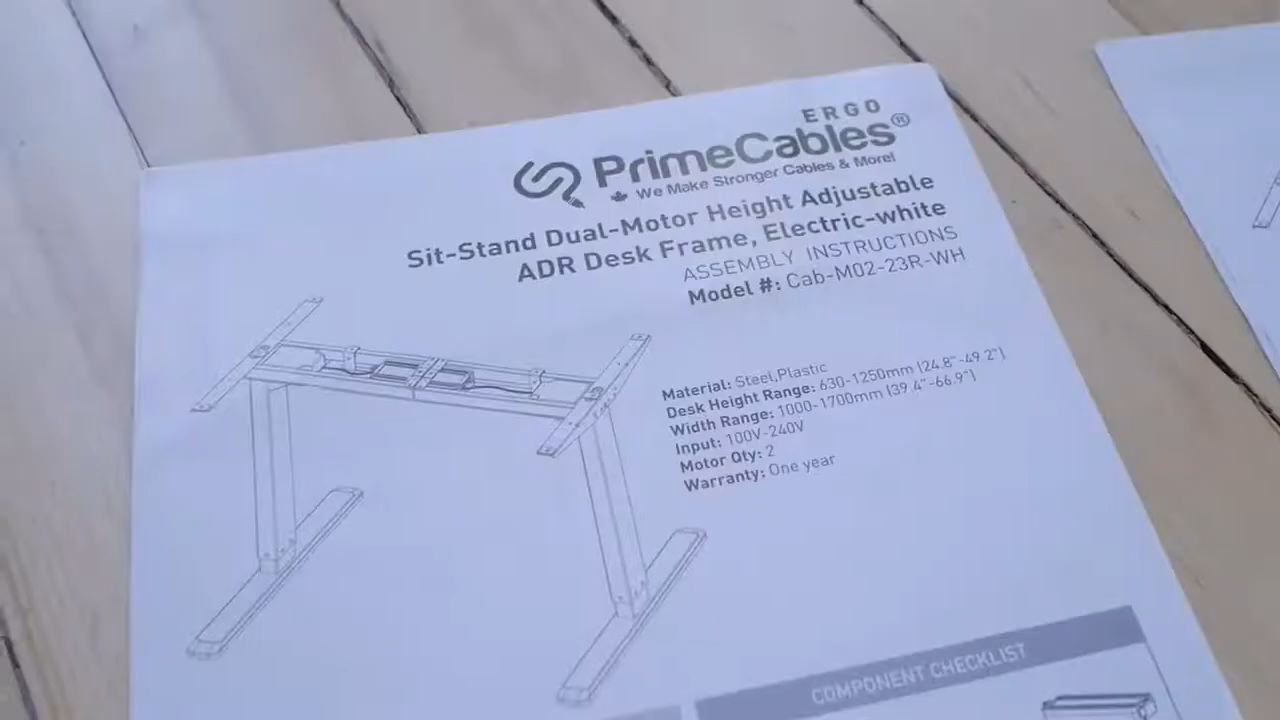 ERGO
PrimeCables®
We Make Stronger Cables & More!
Sit-Stand Dual-Motor Height Adjustable
ADR Desk Frame, Electric-white
ASSEMBLY INSTRUCTIONS
Model #: Cab-M02-23R-WH
Material: Steel,Plastic
Desk Height Range: 630-1250mm (24.8"-49.2")
Width Range: 1000-1700mm (39.4"-66.9")
Input: 100V-240V
Motor Qty: 2
Warranty: One year
COMPONENT CHECKLIST